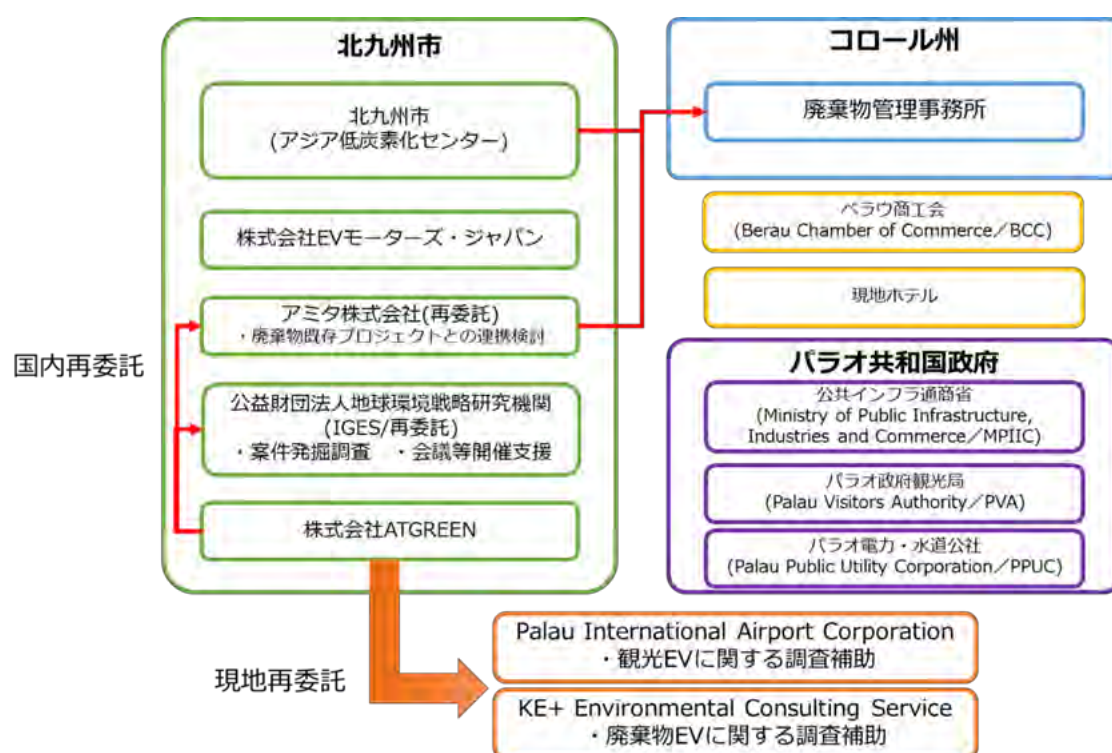 北九州市
北九州市
(アジア低炭素化センター)
株式会社EVモーターズ・ジャパン
アミタ株式会社(再委託)
・廃棄物既存プロジェクトとの連携検討
公益財団法人地球環境戦略研究機関
(IGES/再委託)
・案件発掘調査　・会議等開催支援
株式会社ATGREEN
国内再委託
コロール州
廃棄物管理事務所
ベラウ商工会
(Berau Chamber of Commerce／BCC)
現地ホテル
パラオ共和国政府
公共インフラ通商省
(Ministry of Public Infrastructure,
Industries and Commerce／MPIIC)
パラオ政府観光局
(Palau Visitors Authority／PVA)
パラオ電力・水道公社
(Palau Public Utility Corporation／PPUC)
現地再委託
Palau International Airport Corporation
・観光EVに関する調査補助
KE+ Environmental Consulting Service
・廃棄物EVに関する調査補助